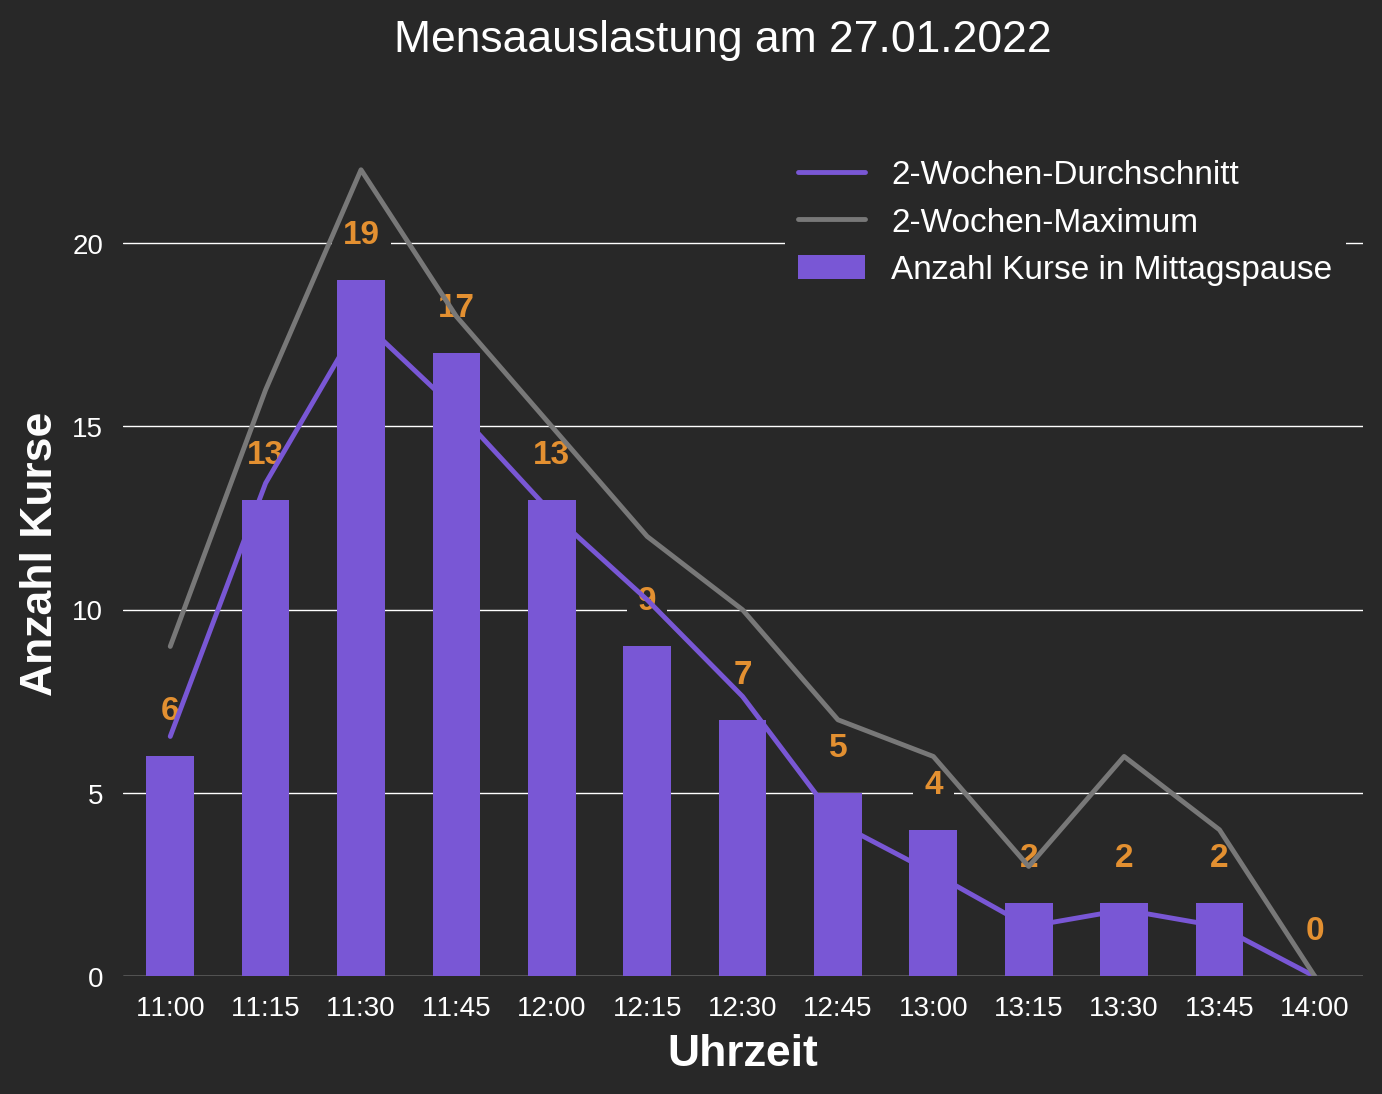 Mensaauslastung am 27.01.2022
2-Wochen-Durchschnitt
2-Wochen-Maximum
Anzahl Kurse in Mittagspause
Anzahl Kurse
20
15
10
5
0
6
13
19
17
13
9
7
5
4
2
2
2
0
11:00 11:15 11:30 11:45 12:00 12:15 12:30 12:45 13:00 13:15 13:30 13:45 14:00
Uhrzeit